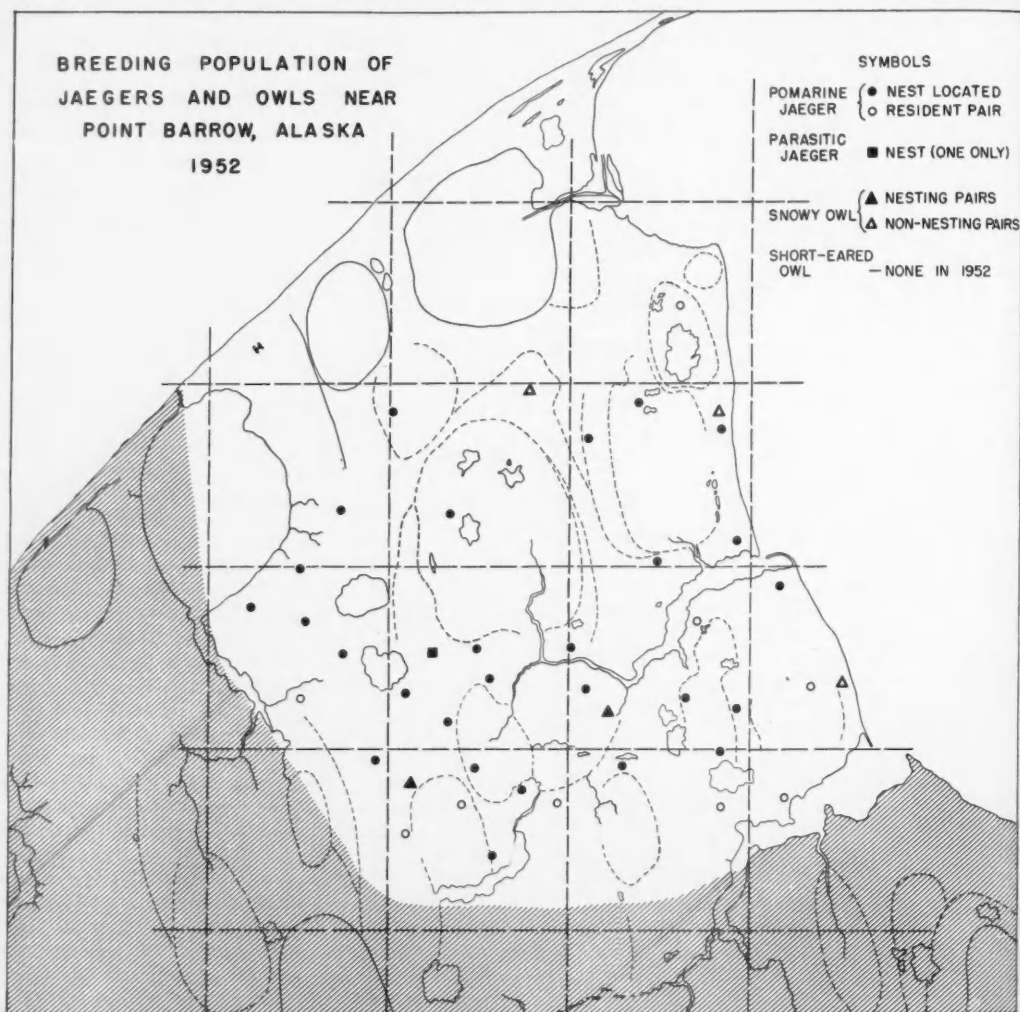 BREEDING POPULATION OF
JAEGERS AND OWLS NEAR
POINT BARROW, ALASKA
1952
SYMBOLS
POMARINE JAEGER
● NEST LOCATED
○ RESIDENT PAIR
PARASITIC JAEGER
■ NEST (ONE ONLY)
SNOWY OWL
▲ NESTING PAIRS
△ NON-NESTING PAIRS
SHORT-EARED OWL
— NONE IN 1952